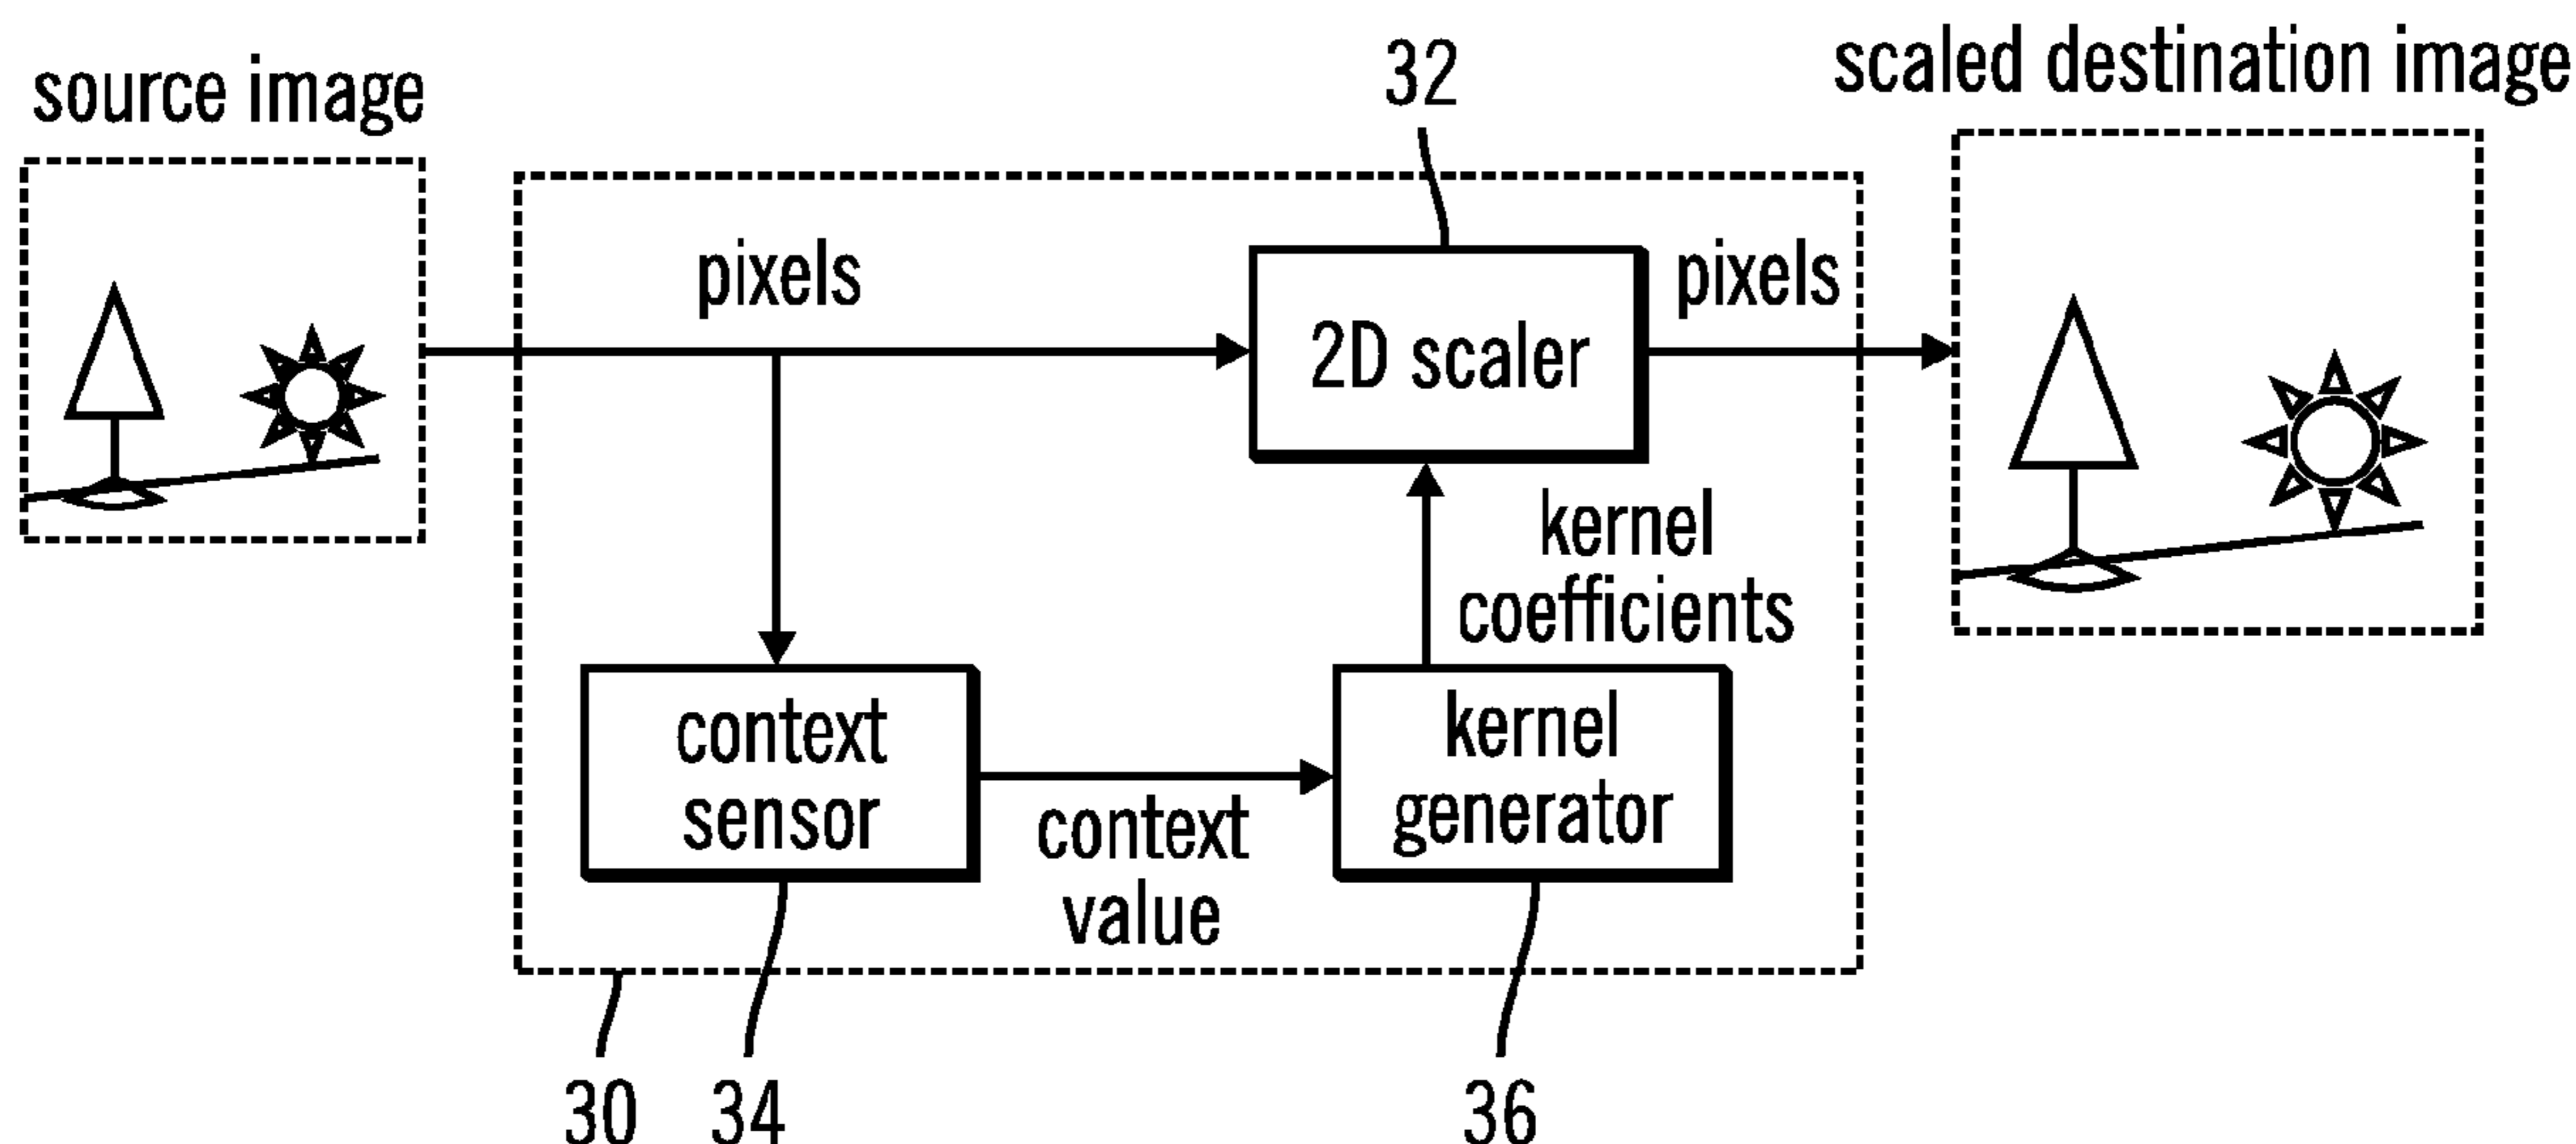 source image
32
scaled destination image
pixels
2D scaler
pixels
kernel
coefficients
context
sensor
context
value
kernel
generator
30
34
36